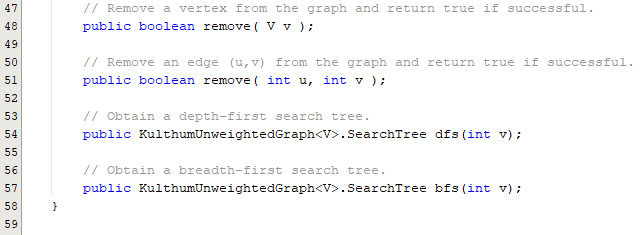 47 // Remove a vertex from the graph and return true if successful.
48 public boolean remove( V v );
49
50 // Remove an edge (u,v) from the graph and return true if successful.
51 public boolean remove( int u, int v );
52
53 // Obtain a depth-first search tree.
54 public KulthumUnweightedGraph<V>.SearchTree dfs(int v);
55
56 // Obtain a breadth-first search tree.
57 public KulthumUnweightedGraph<V>.SearchTree bfs(int v);
58 }
59